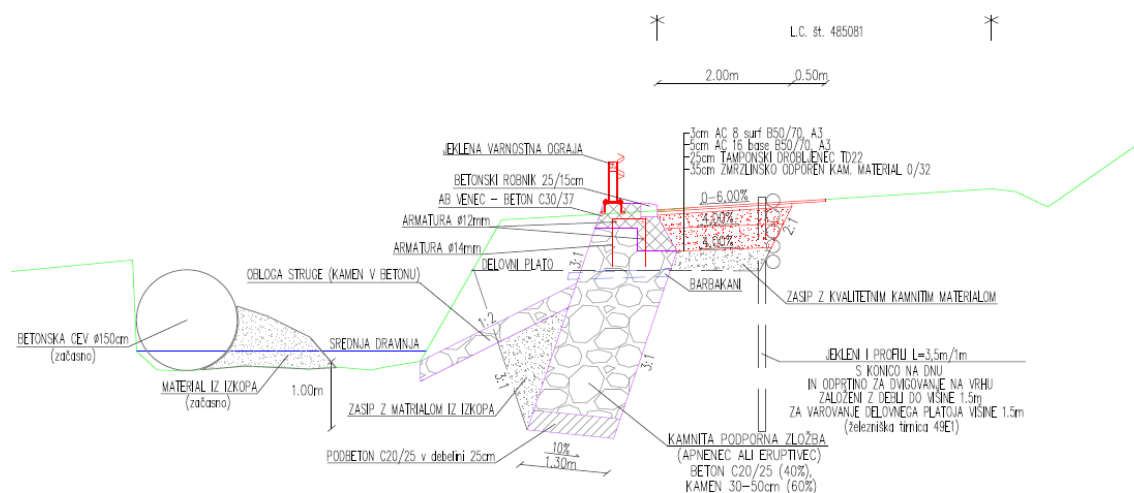 L.C. št. 485081
2.00m
0.50m
3cm AC 8 surf B50/70, A3
5cm AC 16 base B50/70, A3
25cm TAMPONSKI DROBLJENEC TD22
35cm ZMRZLINSKO ODPOREN KAM. MATERIAL 0/32
JEKLENA VARNOSTNA OGRAJA
BETONSKI ROBNIK 25/15cm
AB VENEC - BETON C30/37
ARMATURA ø12mm
ARMATURA ø14mm
0-6,00%
4,00%
4,00%
2:1
OBLOGA STRUGE (KAMEN V BETONU)
DELOVNI PLATO
3:1
BARBAKANI
ZASIP Z KVALITETNIM KAMNITIM MATERIALOM
BETONSKA CEV ø150cm
(začasno)
SREDNJA DRAVINJA
1:2
MATERIAL IZ IZKOPA
(začasno)
1.00m
3:1
3:1
ZASIP Z MATRIALOM IZ IZKOPA
JEKLENI I PROFILI L=3,5m/1m
S KONICO NA DNU
IN ODPRTINO ZA DVIGOVANJE NA VRHU
ZALOŽENI Z DEBLI DO VIŠINE 1.5m
ZA VAROVANJE DELOVNEGA PLATOJA VIŠINE 1.5m
(železniška tirnica 49E1)
PODBETON C20/25 v debelini 25cm
10%
1.30m
KAMNITA PODPORNA ZLOŽBA
(APNENEC ALI ERUPTIVEC)
BETON C20/25 (40%),
KAMEN 30-50cm (60%)